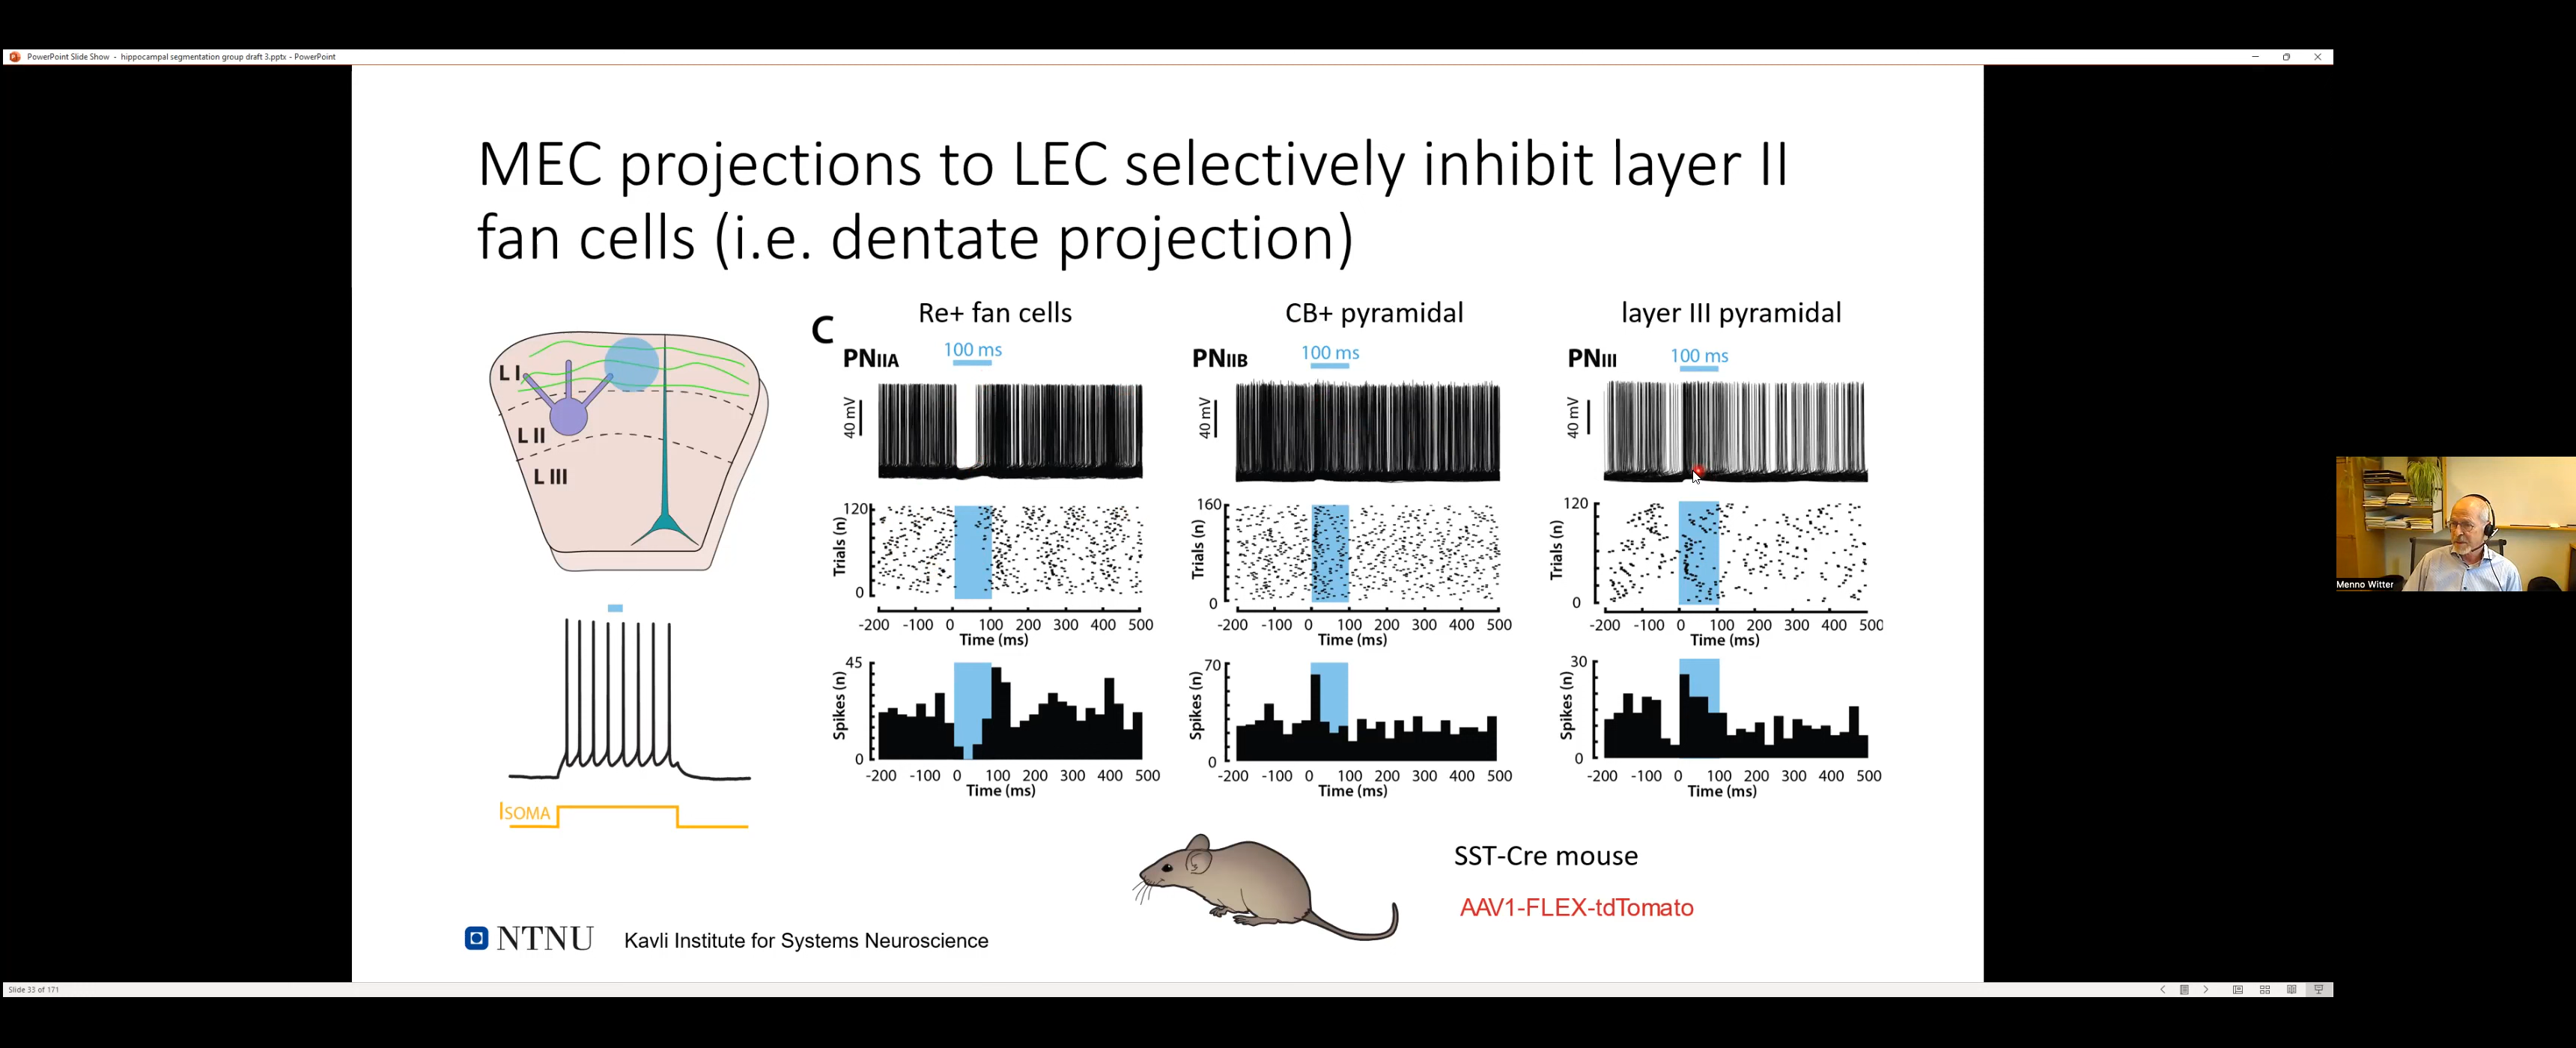 PowerPoint Slide Show - hippocampal segmentation group draft 3.pptx - PowerPoint
MEC projections to LEC selectively inhibit layer II
fan cells (i.e. dentate projection)
L I
L II
L III
ISOMA
C
Re+ fan cells
PNIIA
100 ms
40 mV
120
Trials (n)
0
-200 -100 0 100 200 300 400 500
Time (ms)
45
Spikes (n)
0
-200 -100 0 100 200 300 400 500
Time (ms)
CB+ pyramidal
PNIIB
100 ms
40 mV
160
Trials (n)
0
-200 -100 0 100 200 300 400 500
Time (ms)
70
Spikes (n)
0
-200 -100 0 100 200 300 400 500
Time (ms)
layer III pyramidal
PNIII
100 ms
40 mV
120
Trials (n)
0
-200 -100 0 100 200 300 400 500
Time (ms)
30
Spikes (n)
0
-200 -100 0 100 200 300 400 500
Time (ms)
SST-Cre mouse
AAV1-FLEX-tdTomato
NTNU
Kavli Institute for Systems Neuroscience
Menno Witter
Slide 33 of 171